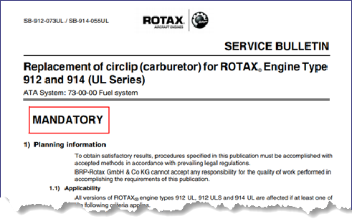 SB-912-073UL / SB-914-055UL
ROTAX
AIRCRAFT ENGINES
SERVICE BULLETIN
Replacement of circlip (carburetor) for ROTAX® Engine Type
912 and 914 (UL Series)
ATA System: 73-00-00 Fuel system
MANDATORY
1) Planning information
To obtain satisfactory results, procedures specified in this publication must be accomplished with
accepted methods in accordance with prevailing legal regulations.
BRP-Rotax GmbH & Co KG cannot accept any responsibility for the quality of work performed in
accomplishing the requirements of this publication.
1.1) Applicability
All versions of ROTAX® engine types 912 UL, 912 ULS and 914 UL are affected if at least one of
the following criteria applies